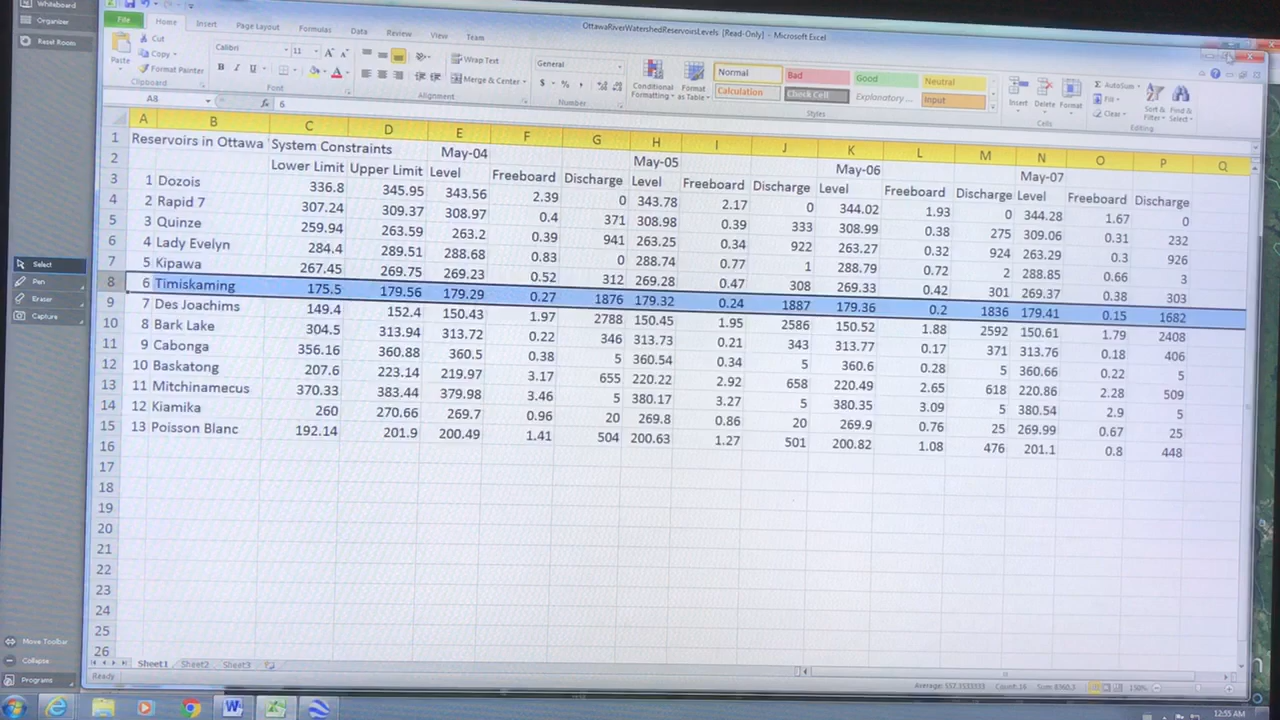 Whiteboard
Organizer
Reset Room
Select
Pen
Eraser
Capture
Move Toolbar
Collapse
Programs
OttawaRiverWatershedReservoirsLevels [Read-Only] - Microsoft Excel
File Home Insert Page Layout Formulas Data Review View Team
Paste Cut Copy Format Painter
Calibri 11
B I U
Wrap Text
Merge & Center
General
$ % ,
Conditional Formatting Format as Table
Normal Bad Good Neutral
Calculation Check Cell Explanatory ... Input
Insert Delete Format
AutoSum Fill Clear
Sort & Filter Find & Select
Clipboard Font Alignment Number Styles Cells Editing
A8 fx 6
A B C D E F G H I J K L M N O P Q
1 Reservoirs in Ottawa System Constraints May-04 May-05 May-06 May-07
2 Lower Limit Upper Limit Level Freeboard Discharge Level Freeboard Discharge Level Freeboard Discharge Level Freeboard Discharge
3 1 Dozois 336.8 345.95 343.56 2.39 0 343.78 2.17 0 344.02 1.93 0 344.28 1.67 0
4 2 Rapid 7 307.24 309.37 308.97 0.4 371 308.98 0.39 333 308.99 0.38 275 309.06 0.31 232
5 3 Quinze 259.94 263.59 263.2 0.39 941 263.25 0.34 922 263.27 0.32 924 263.29 0.3 926
6 4 Lady Evelyn 284.4 289.51 288.68 0.83 0 288.74 0.77 1 288.79 0.72 2 288.85 0.66 3
7 5 Kipawa 267.45 269.75 269.23 0.52 312 269.28 0.47 308 269.33 0.42 301 269.37 0.38 303
8 6 Timiskaming 175.5 179.56 179.29 0.27 1876 179.32 0.24 1887 179.36 0.2 1836 179.41 0.15 1682
9 7 Des Joachims 149.4 152.4 150.43 1.97 2788 150.45 1.95 2586 150.52 1.88 2592 150.61 1.79 2408
10 8 Bark Lake 304.5 313.94 313.72 0.22 346 313.73 0.21 343 313.77 0.17 371 313.76 0.18 406
11 9 Cabonga 356.16 360.88 360.5 0.38 5 360.54 0.34 5 360.6 0.28 5 360.66 0.22 5
12 10 Baskatong 207.6 223.14 219.97 3.17 655 220.22 2.92 658 220.49 2.65 618 220.86 2.28 509
13 11 Mitchinamecus 370.33 383.44 379.98 3.46 5 380.17 3.27 5 380.35 3.09 5 380.54 2.9 5
14 12 Kiamika 260 270.66 269.7 0.96 20 269.8 0.86 20 269.9 0.76 25 269.99 0.67 25
15 13 Poisson Blanc 192.14 201.9 200.49 1.41 504 200.63 1.27 501 200.82 1.08 476 201.1 0.8 448
16
17
18
19
20
21
22
23
24
25
26
Sheet1 Sheet2 Sheet3
Ready Average: 557.3533333 Count: 16 Sum: 8360.3 150%
12:55 AM